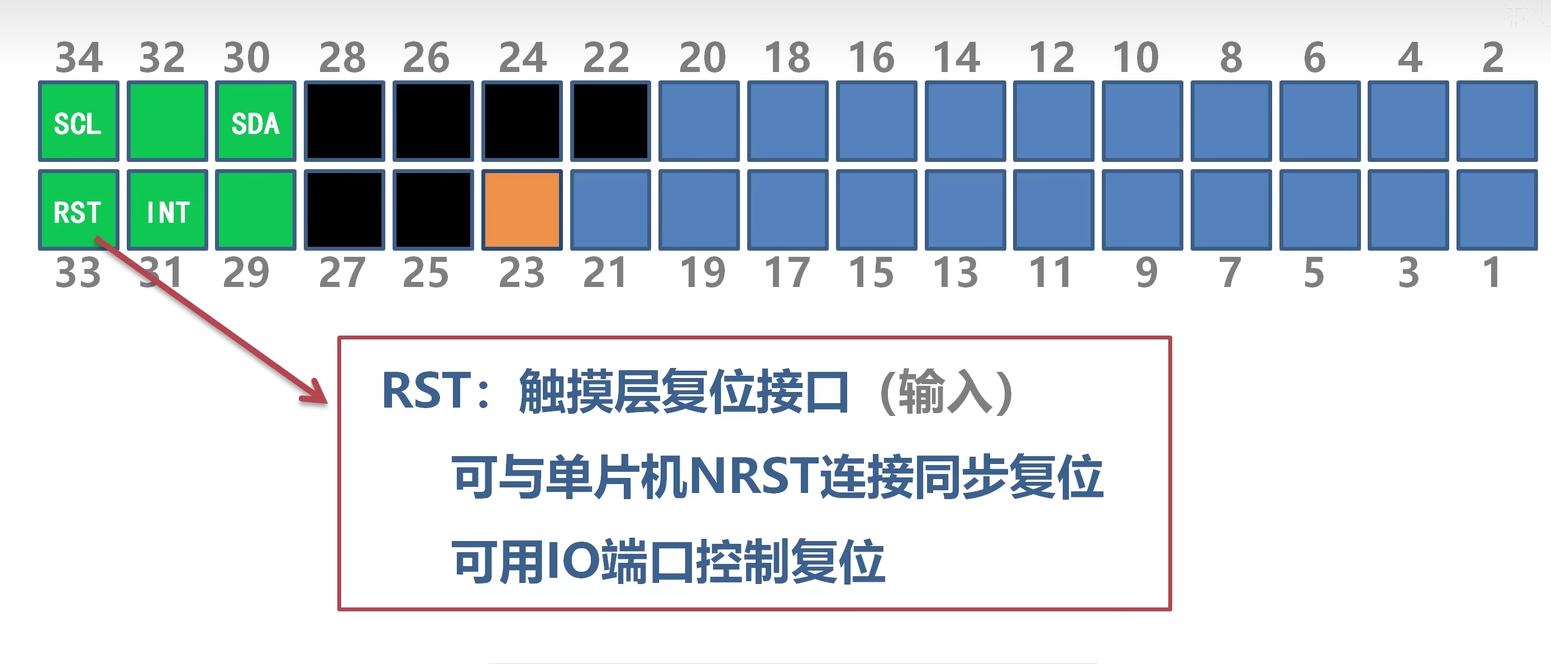 34 32 30 28 26 24 22 20 18 16 14 12 10 8 6 4 2
SCL SDA
RST INT
33 31 29 27 25 23 21 19 17 15 13 11 9 7 5 3 1
RST：触摸层复位接口（输入）
可与单片机NRST连接同步复位
可用IO端口控制复位